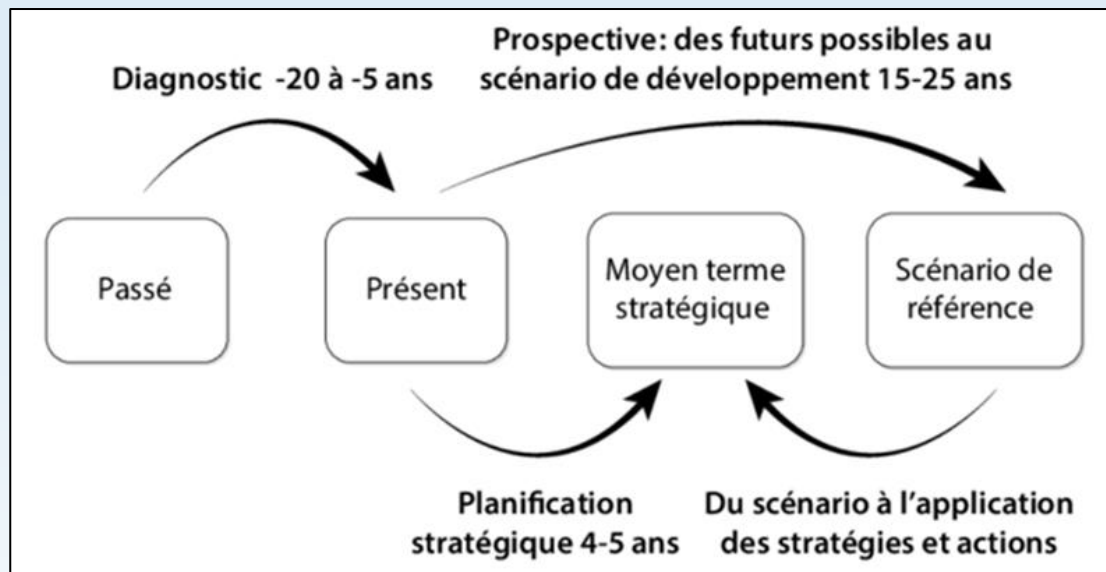 Prospective: des futurs possibles au
scénario de développement 15-25 ans
Diagnostic -20 à -5 ans
Passé
Présent
Moyen terme
stratégique
Scénario de
référence
Planification
stratégique 4-5 ans
Du scénario à l'application
des stratégies et actions